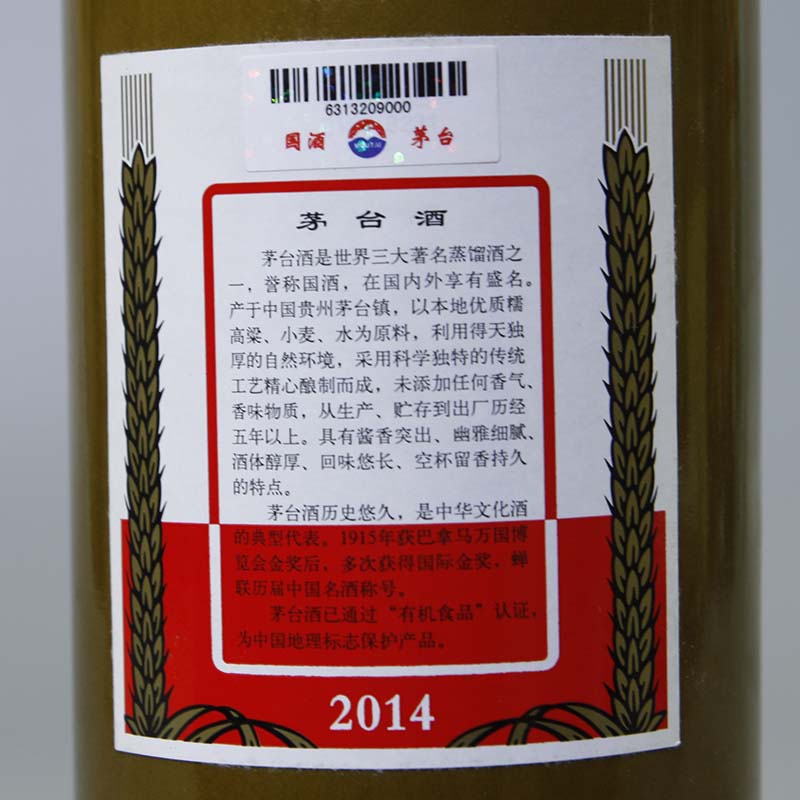 6313209000
国酒 MOUTAI 茅台
茅台酒
茅台酒是世界三大著名蒸馏酒之
一，誉称国酒，在国内外享有盛名。
产于中国贵州茅台镇，以本地优质糯
高粱、小麦、水为原料，利用得天独
厚的自然环境，采用科学独特的传统
工艺精心酿制而成，未添加任何香气、
香味物质，从生产、贮存到出厂历经
五年以上。具有酱香突出、幽雅细腻、
酒体醇厚、回味悠长、空杯留香持久
的特点。
茅台酒历史悠久，是中华文化酒
的典型代表。1915年获巴拿马万国博
览会金奖后，多次获得国际金奖，蝉
联历届中国名酒称号。
茅台酒已通过“有机食品”认证，
为中国地理标志保护产品。
2014